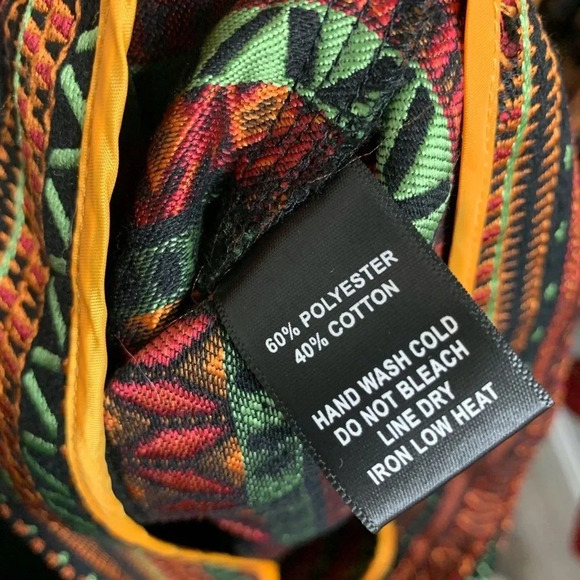 60% POLYESTER
40% COTTON
HAND WASH COLD
DO NOT BLEACH
LINE DRY
IRON LOW HEAT